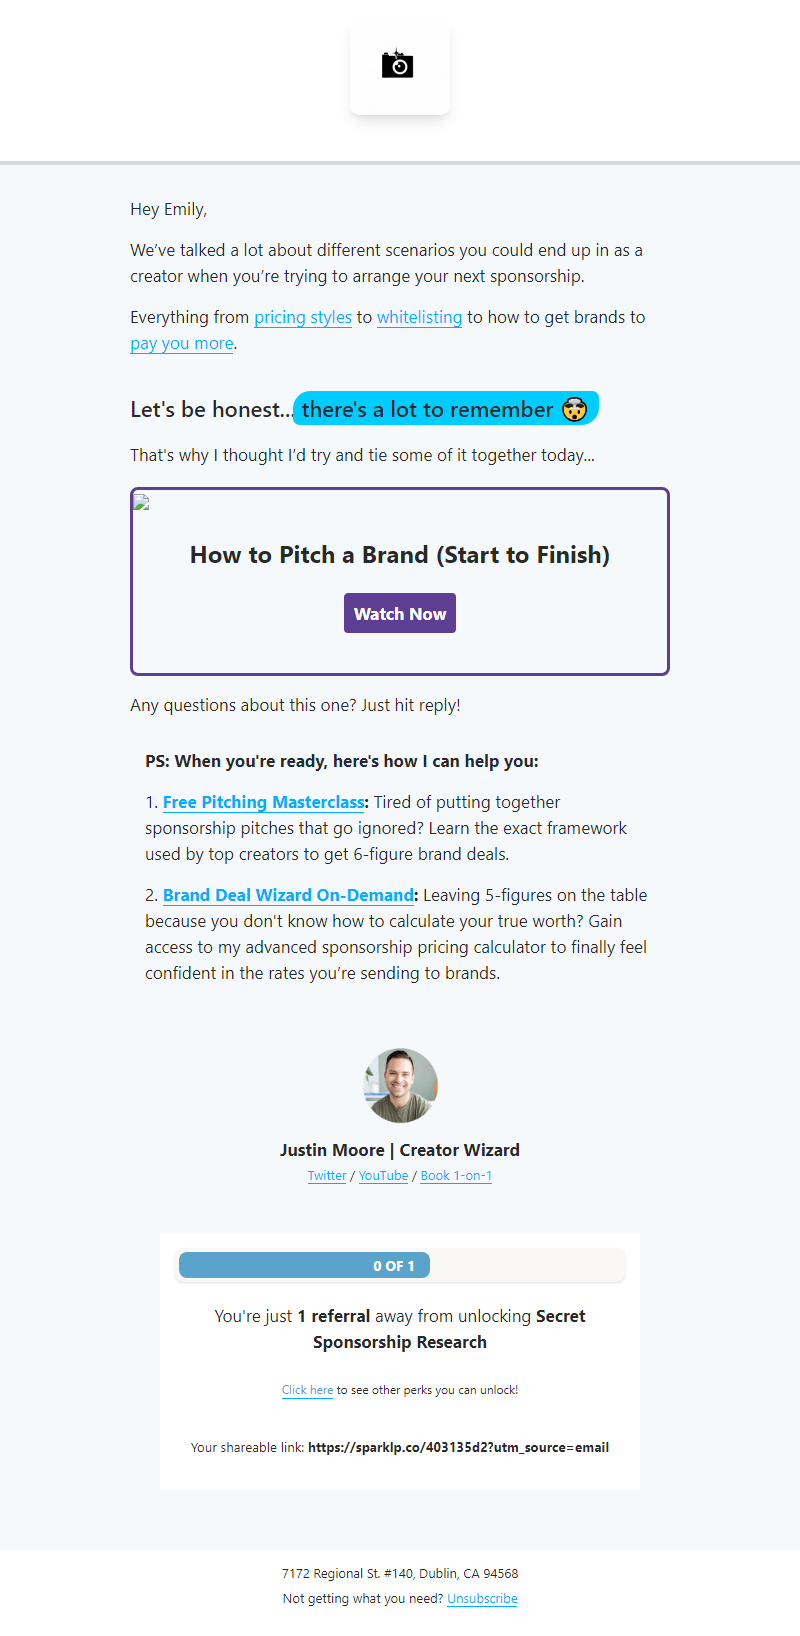 Hey Emily,
We’ve talked a lot about different scenarios you could end up in as a
creator when you’re trying to arrange your next sponsorship.
Everything from pricing styles to whitelisting to how to get brands to
pay you more.
Let's be honest... there's a lot to remember 🤯
That's why I thought I’d try and tie some of it together today...
How to Pitch a Brand (Start to Finish)
Watch Now
Any questions about this one? Just hit reply!
PS: When you're ready, here's how I can help you:
1. Free Pitching Masterclass: Tired of putting together
sponsorship pitches that go ignored? Learn the exact framework
used by top creators to get 6-figure brand deals.
2. Brand Deal Wizard On-Demand: Leaving 5-figures on the table
because you don't know how to calculate your true worth? Gain
access to my advanced sponsorship pricing calculator to finally feel
confident in the rates you’re sending to brands.
Justin Moore | Creator Wizard
Twitter / YouTube / Book 1-on-1
0 OF 1
You're just 1 referral away from unlocking Secret
Sponsorship Research
Click here to see other perks you can unlock!
Your shareable link: https://sparklp.co/403135d2?utm_source=email
7172 Regional St. #140, Dublin, CA 94568
Not getting what you need? Unsubscribe